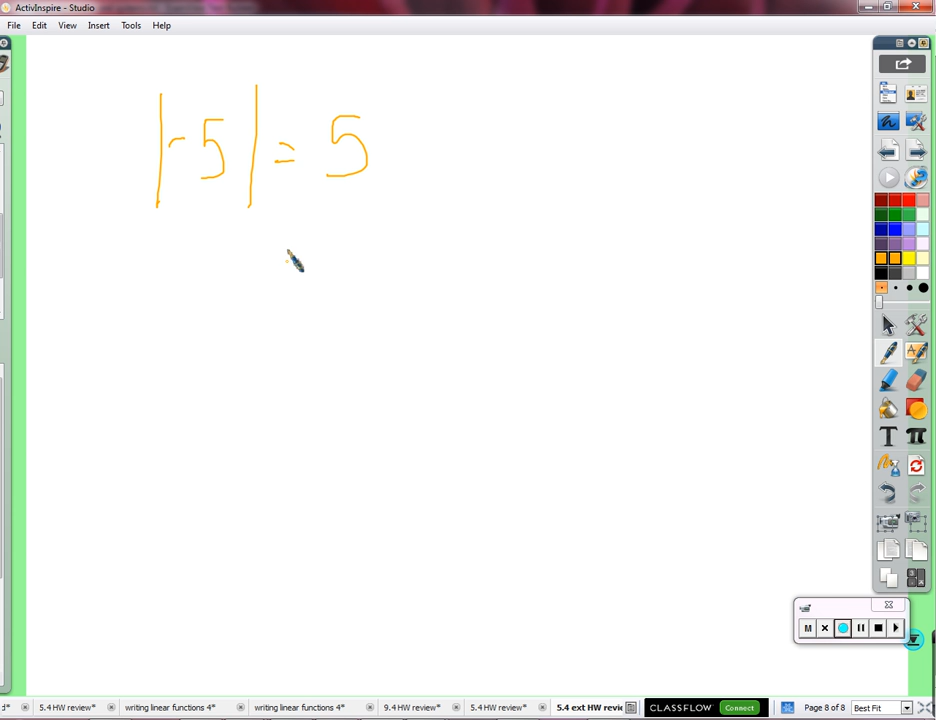 ActivInspire - Studio
File Edit View Insert Tools Help
|-5| = 5
T π
M
d* 5.4 HW review* writing linear functions 4* writing linear functions 4* 9.4 HW review* 5.4 HW review* 5.4 ext HW revie CLASSFLOW Connect Page 8 of 8 Best Fit